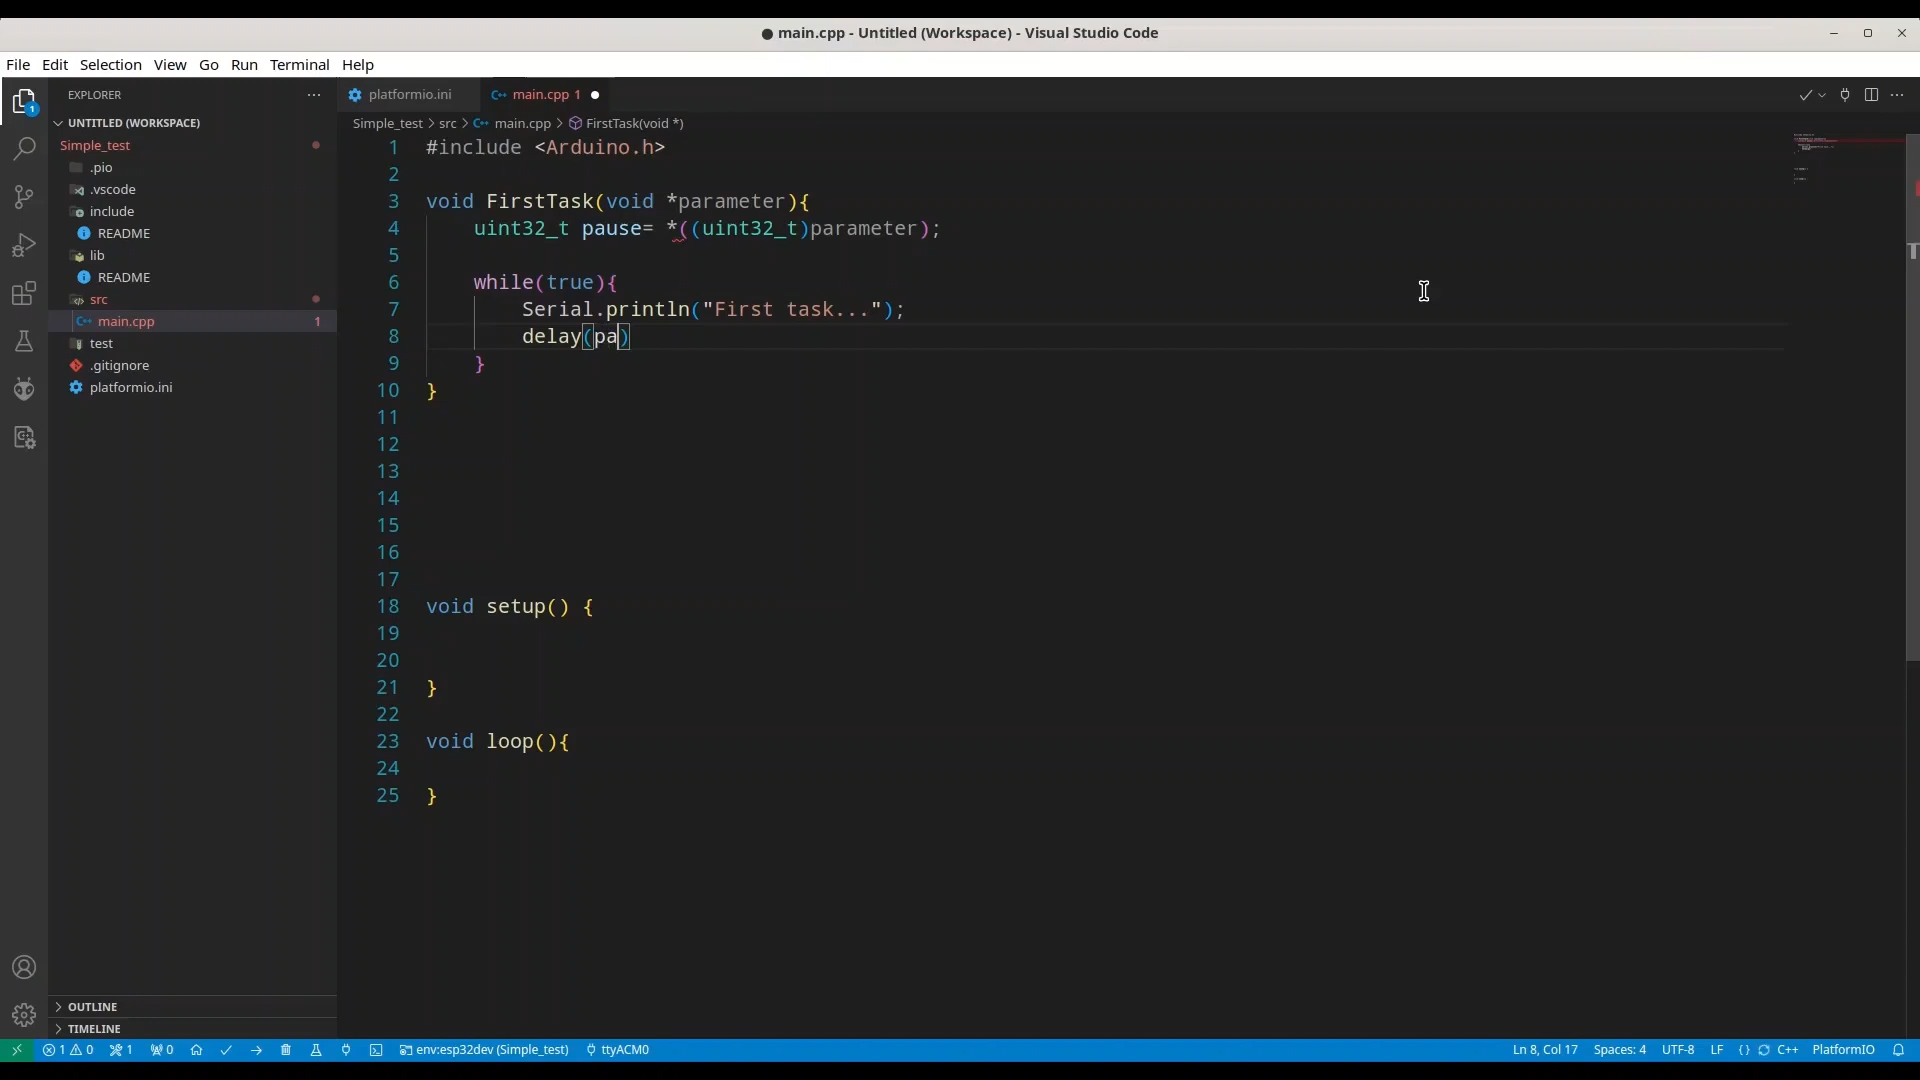 ● main.cpp - Untitled (Workspace) - Visual Studio Code
File Edit Selection View Go Run Terminal Help
EXPLORER
UNTITLED (WORKSPACE)
Simple_test
.pio
.vscode
include
README
lib
README
src
main.cpp 1
test
.gitignore
platformio.ini
OUTLINE
TIMELINE
1
platformio.ini
main.cpp 1
Simple_test > src > main.cpp > FirstTask(void *)
1 #include <Arduino.h>
2
3 void FirstTask(void *parameter){
4 uint32_t pause= *((uint32_t)parameter);
5
6 while(true){
7 Serial.println("First task...");
8 delay(pa)
9 }
10 }
11
12
13
14
15
16
17
18 void setup() {
19
20
21 }
22
23 void loop(){
24
25 }
1 0 1 0 env:esp32dev (Simple_test) ttyACM0 Ln 8, Col 17 Spaces: 4 UTF-8 LF {} C++ PlatformIO